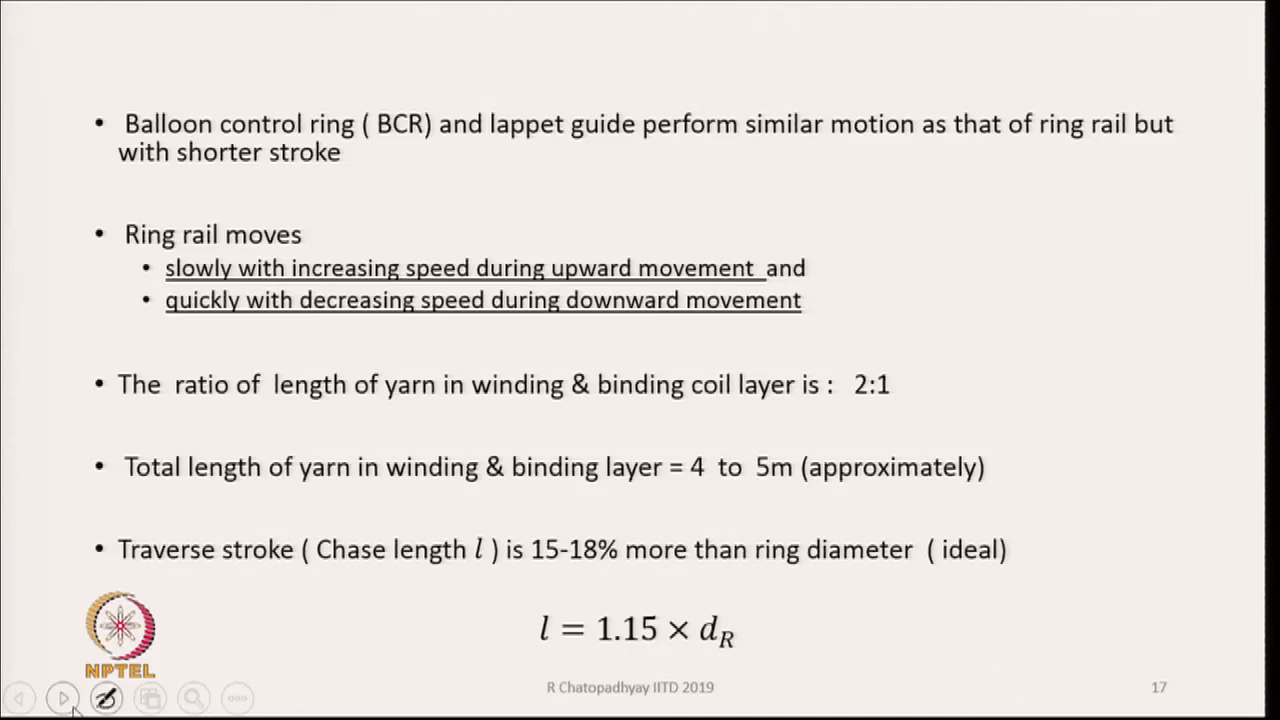 • Balloon control ring ( BCR) and lappet guide perform similar motion as that of ring rail but
with shorter stroke
• Ring rail moves
• slowly with increasing speed during upward movement and
• quickly with decreasing speed during downward movement
• The ratio of length of yarn in winding & binding coil layer is : 2:1
• Total length of yarn in winding & binding layer = 4 to 5m (approximately)
• Traverse stroke ( Chase length l ) is 15-18% more than ring diameter ( ideal)
l = 1.15 × d_R
NPTEL
R Chatopadhyay IITD 2019
17